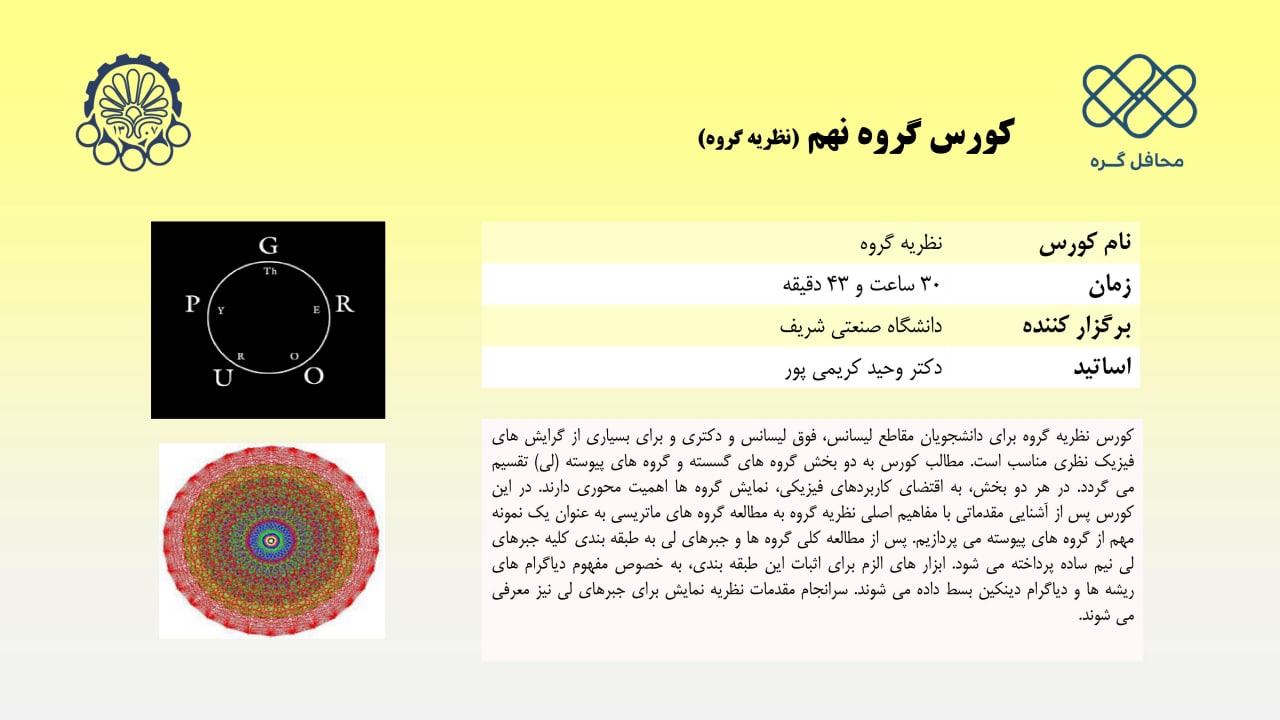 محافل گره
۱۳۰۷
کورس گروه نهم (نظریه گروه)
نام کورس نظریه گروه
زمان ۳۰ ساعت و ۴۳ دقیقه
برگزار کننده دانشگاه صنعتی شریف
اساتید دکتر وحید کریمی پور
کورس نظریه گروه برای دانشجویان مقاطع لیسانس، فوق لیسانس و دکتری و برای بسیاری از گرایش های
فیزیک نظری مناسب است. مطالب کورس به دو بخش گروه های گسسته و گروه های پیوسته (لی) تقسیم
می گردد. در هر دو بخش، به اقتضای کاربردهای فیزیکی، نمایش گروه ها اهمیت محوری دارند. در این
کورس پس از آشنایی مقدماتی با مفاهیم اصلی نظریه گروه به مطالعه گروه های ماتریسی به عنوان یک نمونه
مهم از گروه های پیوسته می پردازیم. پس از مطالعه کلی گروه ها و جبرهای لی به طبقه بندی کلیه جبرهای
لی نیم ساده پرداخته می شود. ابزار های الزم برای اثبات این طبقه بندی، به خصوص مفهوم دیاگرام های
ریشه ها و دیاگرام دینکین بسط داده می شوند. سرانجام مقدمات نظریه نمایش برای جبرهای لی نیز معرفی
می شوند.
G R O U P
Th E O R Y